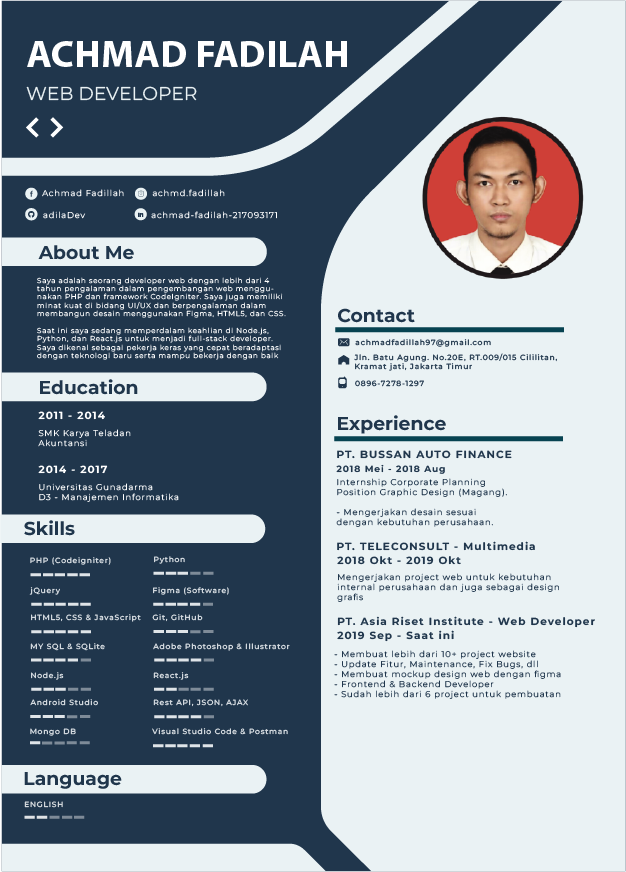 ACHMAD FADILAH
WEB DEVELOPER
< >
Achmad Fadillah
achmd.fadillah
adilaDev
achmad-fadillah-217093171
About Me
Saya adalah seorang developer web dengan lebih dari 4
tahun pengalaman dalam pengembangan web menggu-
nakan PHP dan framework CodeIgniter. Saya juga memiliki
minat kuat di bidang UI/UX dan berpengalaman dalam
membangun desain menggunakan Figma, HTML5, dan CSS.
Saat ini saya sedang memperdalam keahlian di Node.js,
Python, dan React.js untuk menjadi full-stack developer.
Saya dikenal sebagai pekerja keras yang cepat beradaptasi
dengan teknologi baru serta mampu bekerja dengan baik
Education
2011 - 2014
SMK Karya Teladan
Akuntansi
2014 - 2017
Universitas Gunadarma
D3 - Manajemen Informatika
Skills
PHP (Codeigniter)
Python
jQuery
Figma (Software)
HTML5, CSS & JavaScript
Git, GitHub
MY SQL & SQLite
Adobe Photoshop & Illustrator
Node.js
React.js
Android Studio
Rest API, JSON, AJAX
Mongo DB
Visual Studio Code & Postman
Language
ENGLISH
Contact
achmadfadillah97@gmail.com
Jln. Batu Agung. No.20E, RT.009/015 Cililitan,
Kramat jati, Jakarta Timur
0896-7278-1297
Experience
PT. BUSSAN AUTO FINANCE
2018 Mei - 2018 Aug
Internship Corporate Planning
Position Graphic Design (Magang).
- Mengerjakan desain sesuai
dengan kebutuhan perusahaan.
PT. TELECONSULT - Multimedia
2018 Okt - 2019 Okt
Mengerjakan project web untuk kebutuhan
internal perusahaan dan juga sebagai design
grafis
PT. Asia Riset Institute - Web Developer
2019 Sep - Saat ini
- Membuat lebih dari 10+ project website
- Update Fitur, Maintenance, Fix Bugs, dll
- Membuat mockup design web dengan figma
- Frontend & Backend Developer
- Sudah lebih dari 6 project untuk pembuatan